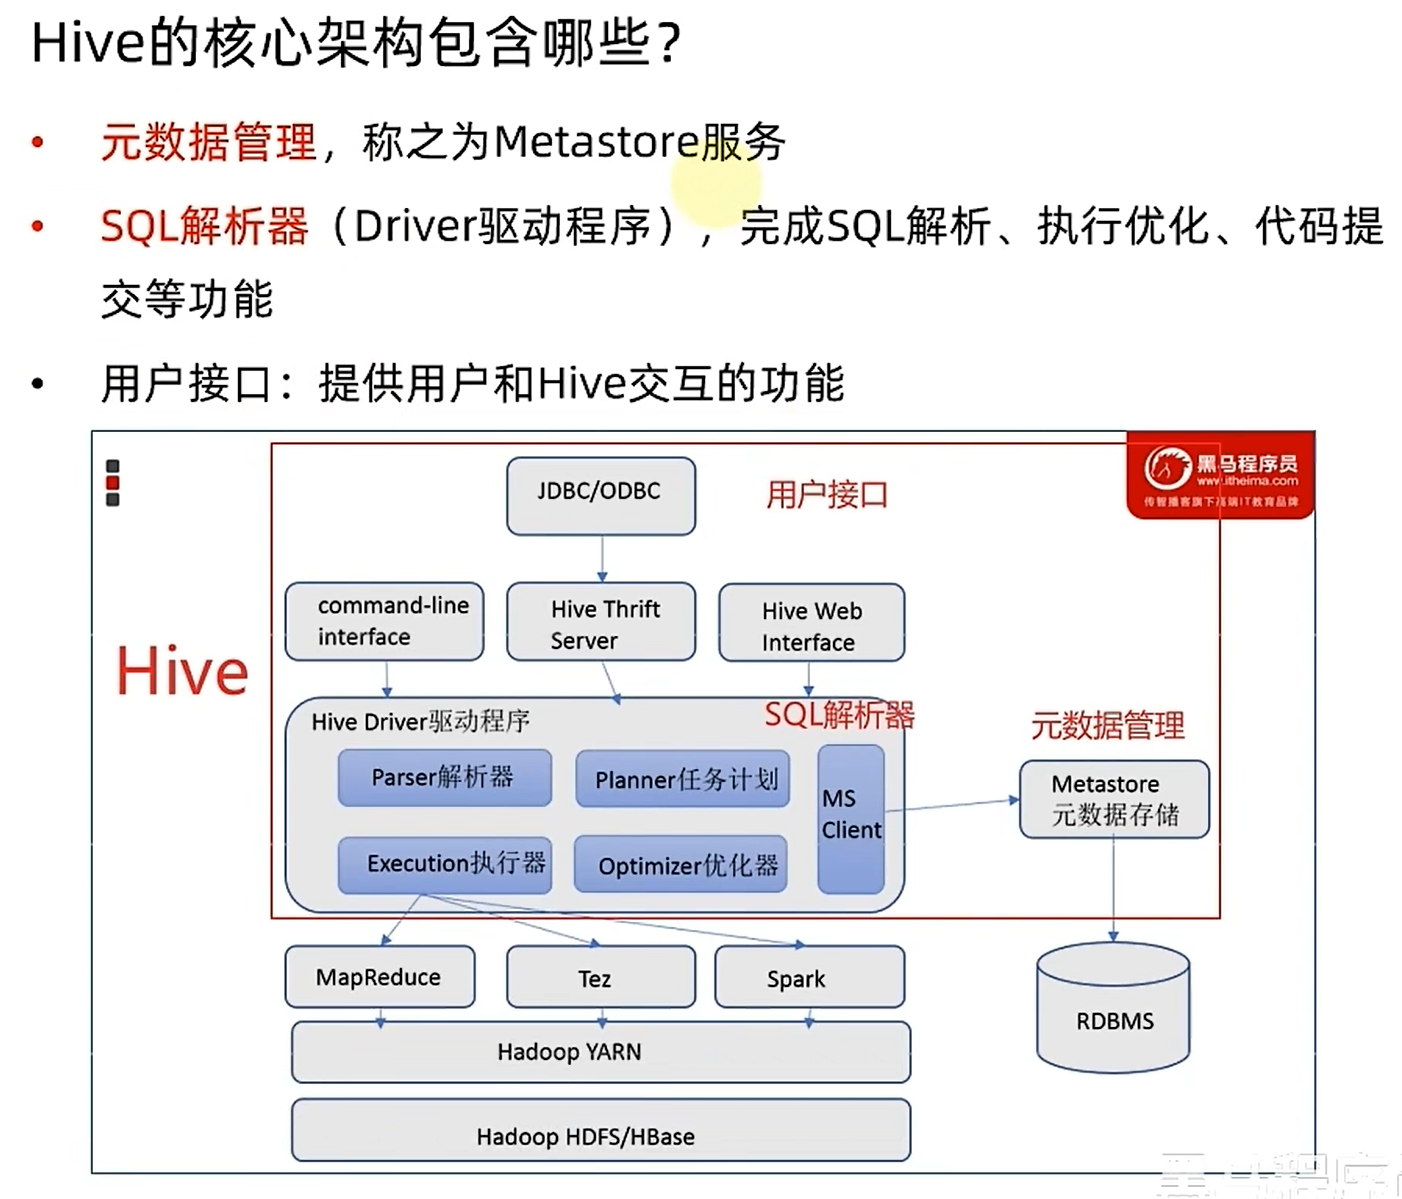 Hive的核心架构包含哪些？
• 元数据管理，称之为Metastore服务
• SQL解析器（Driver驱动程序），完成SQL解析、执行优化、代码提
交等功能
• 用户接口：提供用户和Hive交互的功能
黑马程序员
www.itheima.com
传智播客旗下高端IT教育品牌
JDBC/ODBC
用户接口
command-line
interface
Hive Thrift
Server
Hive Web
Interface
Hive
Hive Driver驱动程序
SQL解析器
元数据管理
Parser解析器
Planner任务计划
MS
Client
Metastore
元数据存储
Execution执行器
Optimizer优化器
MapReduce
Tez
Spark
RDBMS
Hadoop YARN
Hadoop HDFS/HBase